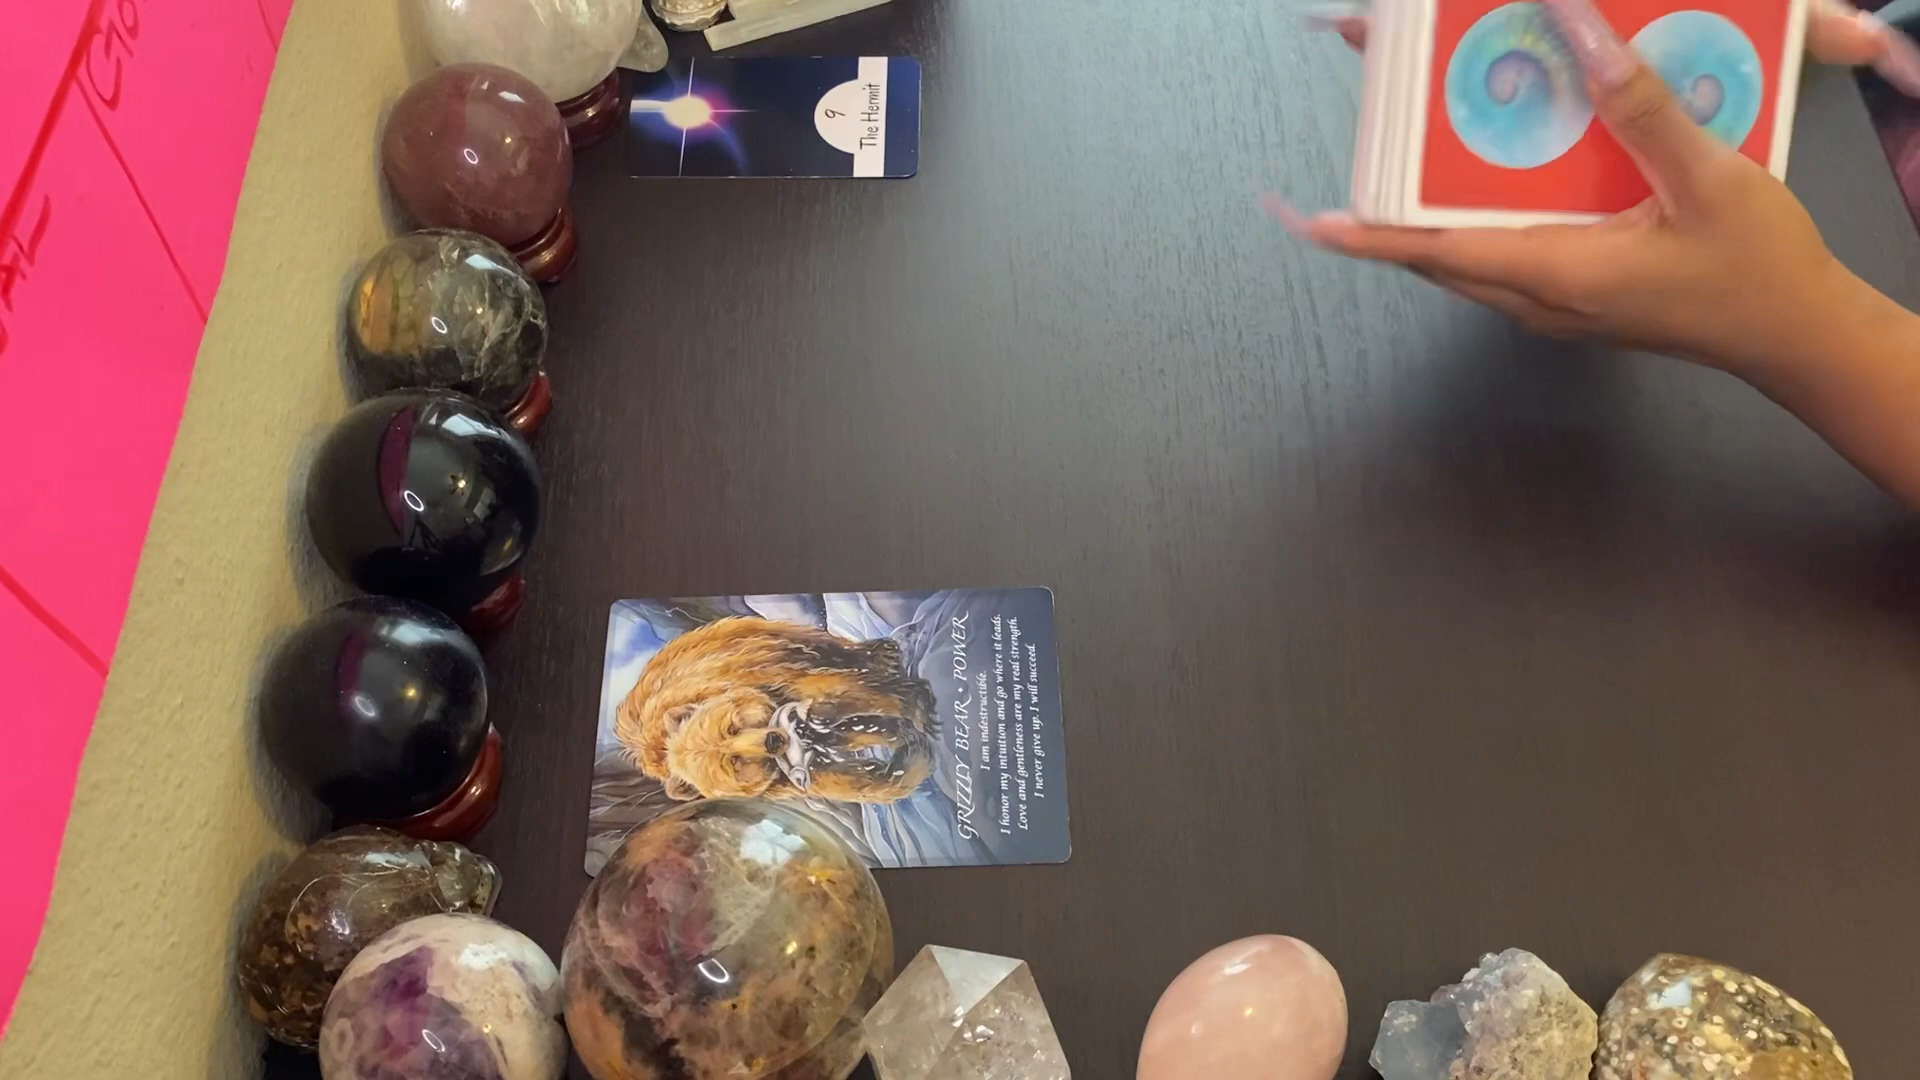 9
The Hermit
GRIZZLY BEAR • POWER
I am indestructible.
I honor my intuition and go where it leads.
Love and gentleness are my real strength.
I never give up. I will succeed.